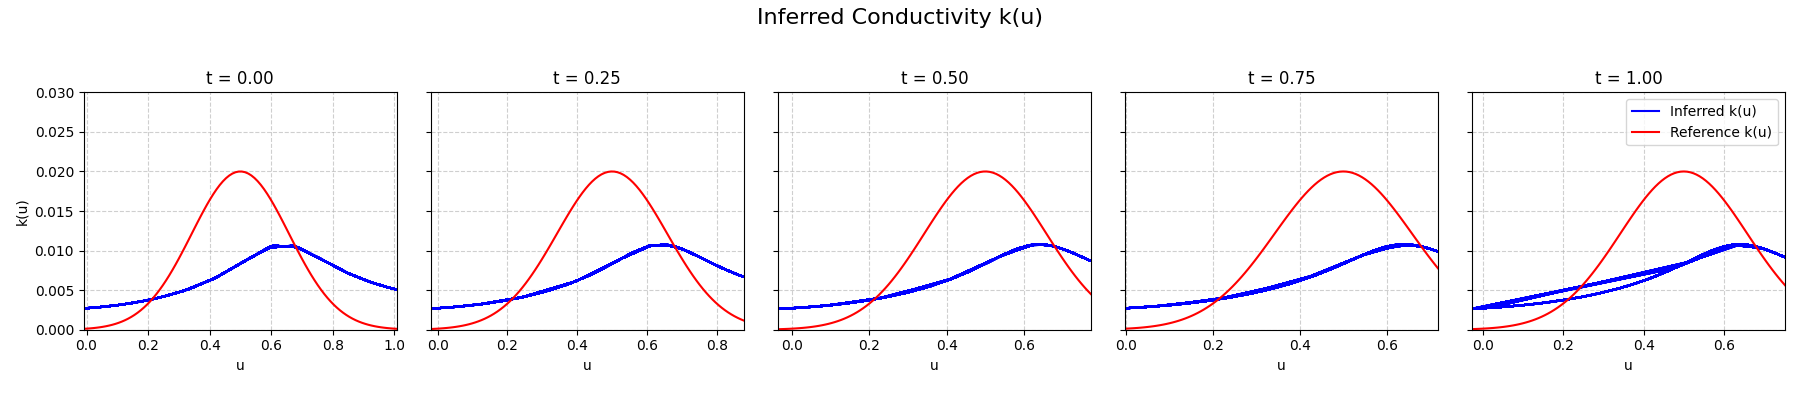 Inferred Conductivity k(u)
t = 0.00
t = 0.25
t = 0.50
t = 0.75
t = 1.00
k(u)
0.030
0.025
0.020
0.015
0.010
0.005
0.000
Inferred k(u)
Reference k(u)
0.0 0.2 0.4 0.6 0.8 1.0
0.0 0.2 0.4 0.6 0.8
0.0 0.2 0.4 0.6
0.0 0.2 0.4 0.6
0.0 0.2 0.4 0.6
u
u
u
u
u